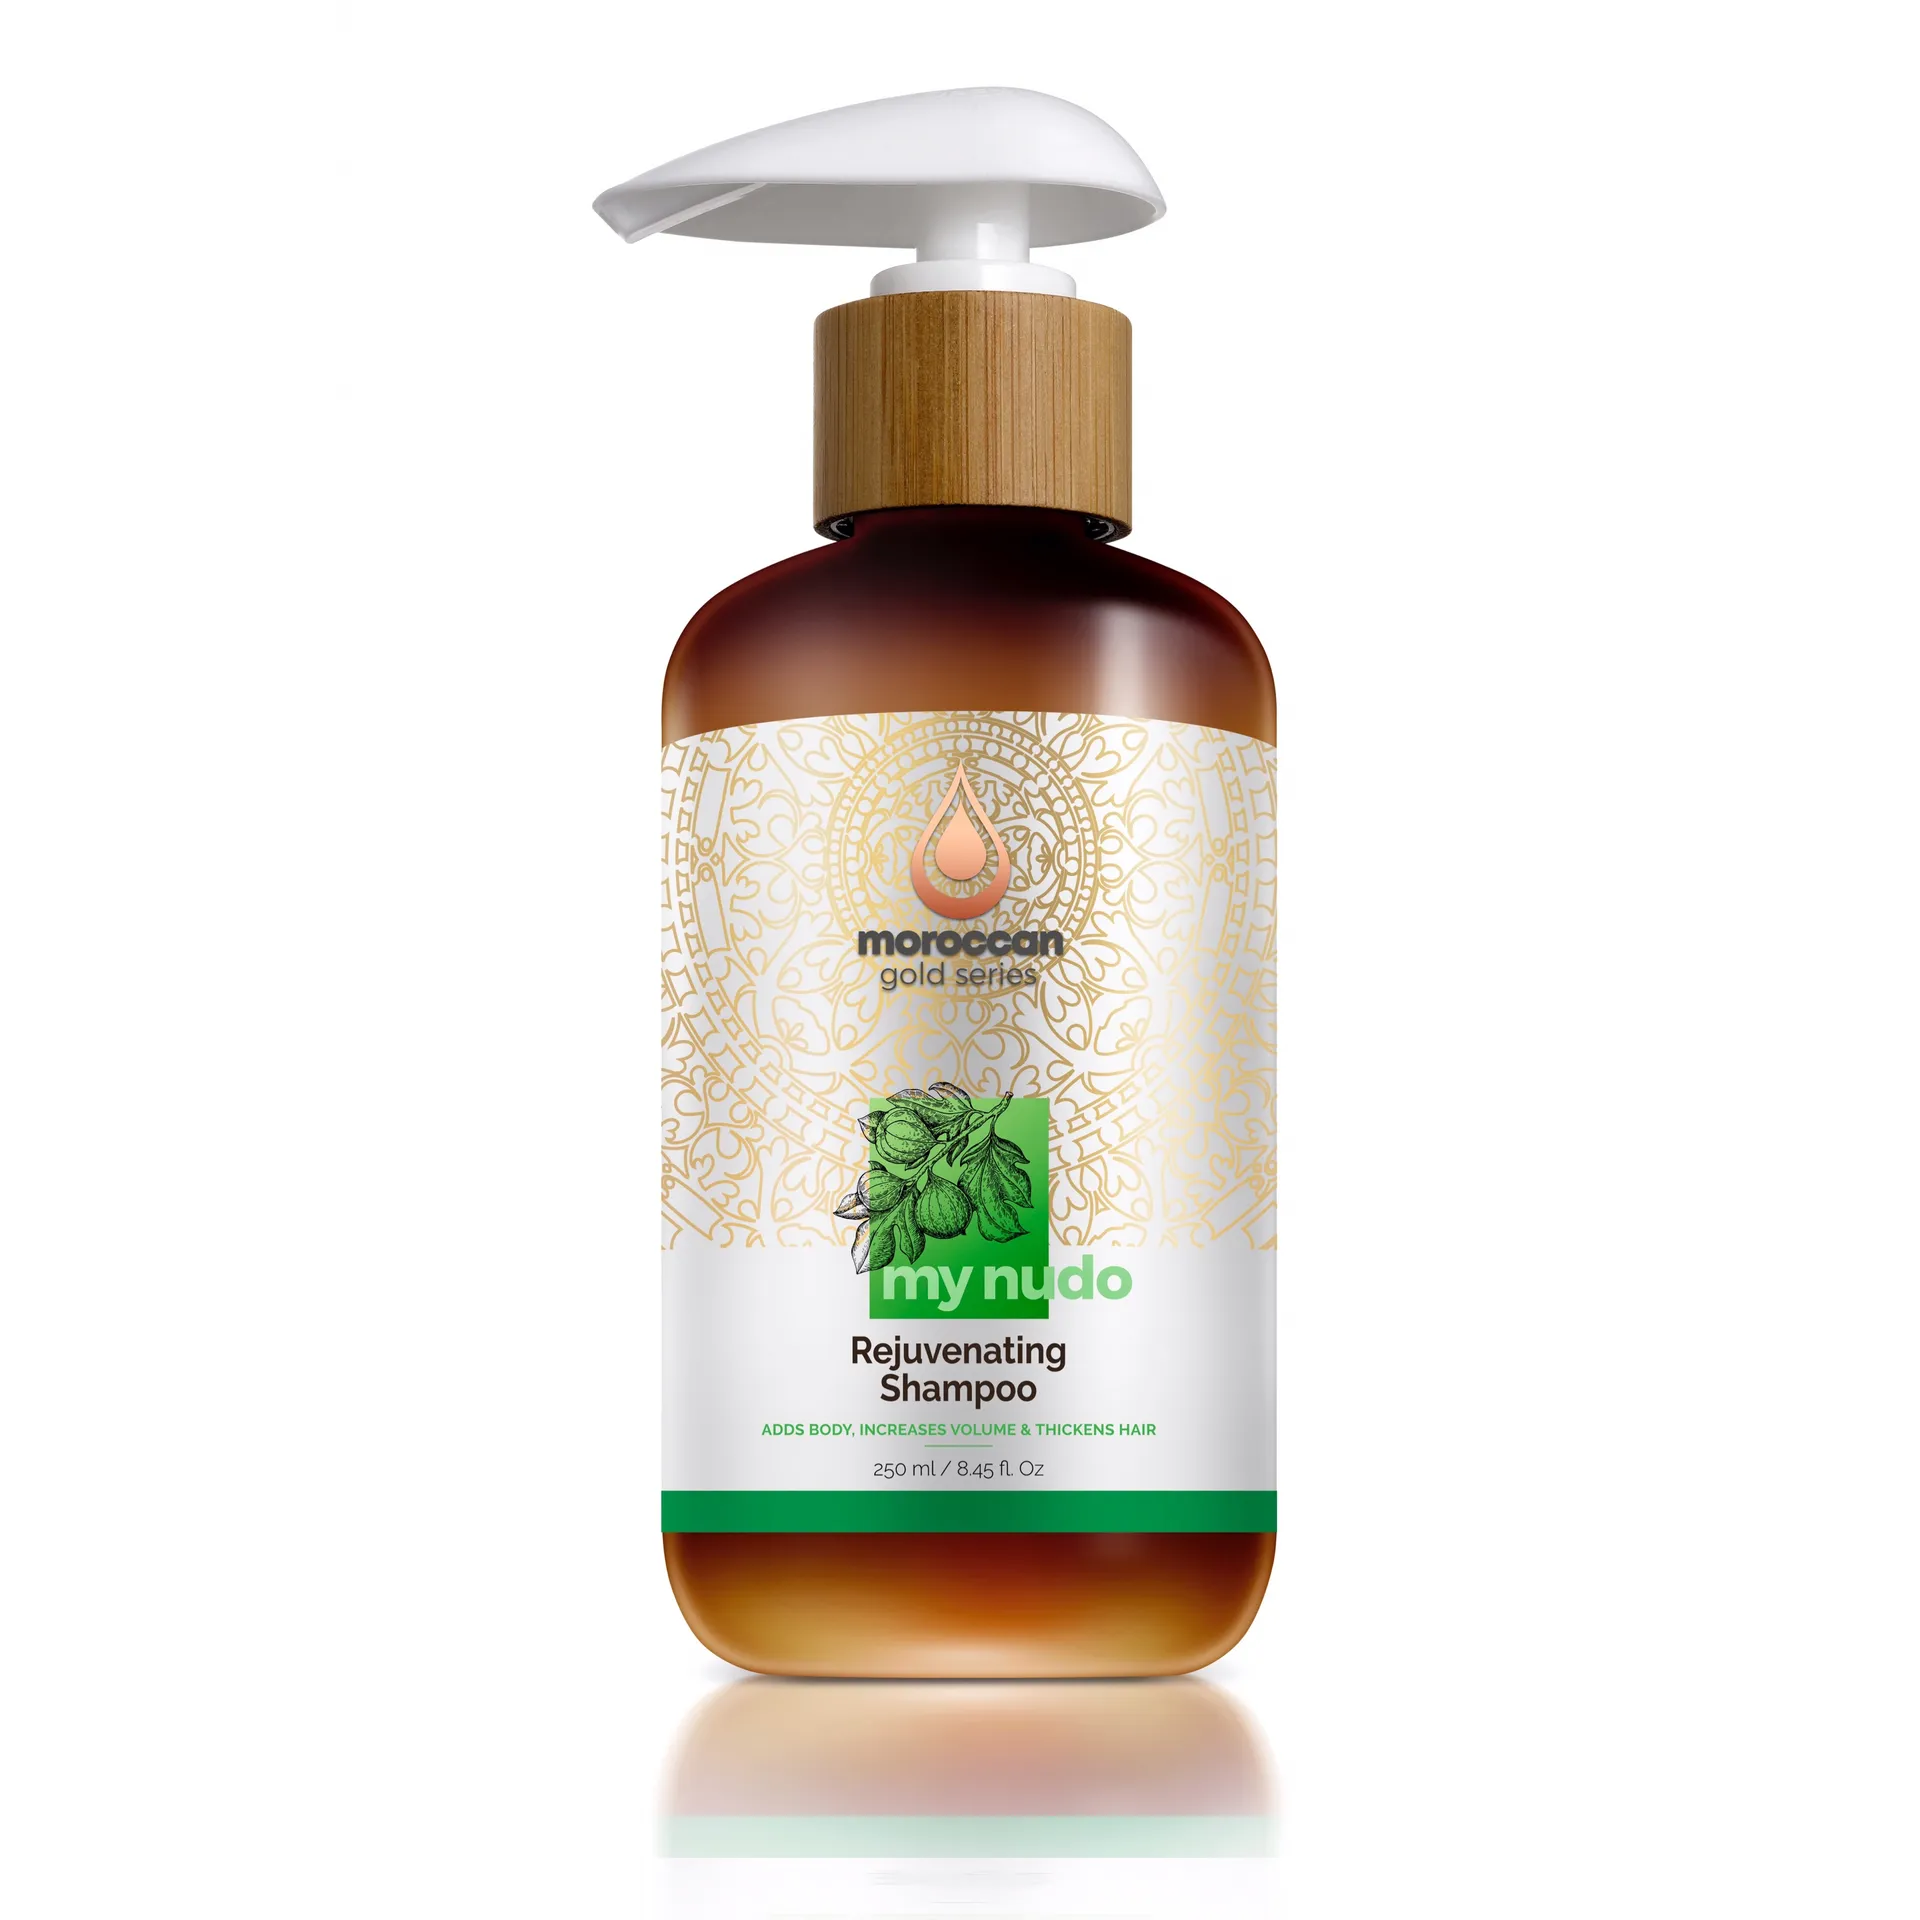 moroccan
gold series
my nudo
Rejuvenating
Shampoo
ADDS BODY, INCREASES VOLUME & THICKENS HAIR
250 ml / 8.45 fl. Oz